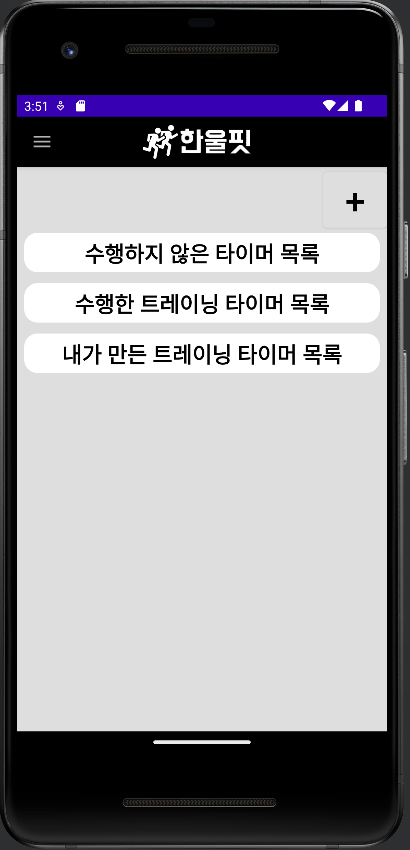 3:51
한울핏
+
수행하지 않은 타이머 목록
수행한 트레이닝 타이머 목록
내가 만든 트레이닝 타이머 목록